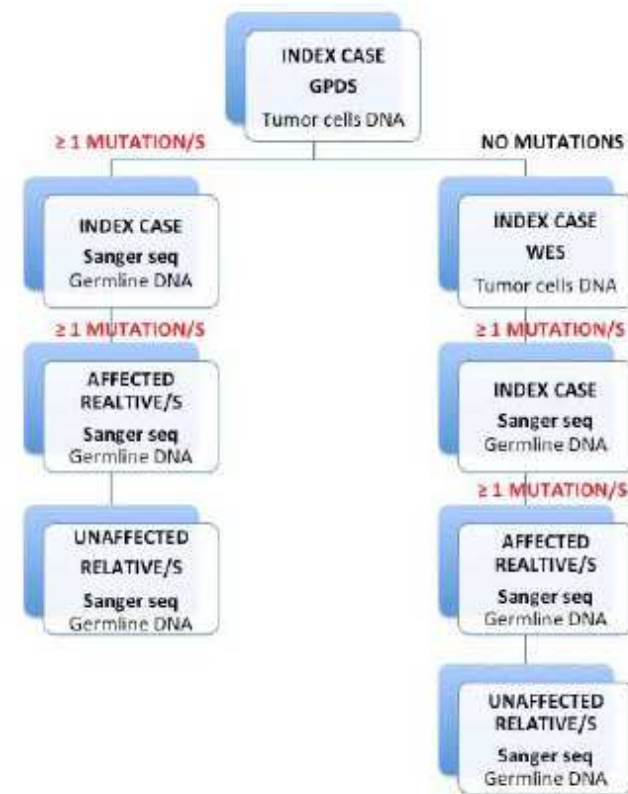 INDEX CASE
GPDS
Tumor cells DNA
≥ 1 MUTATION/S
NO MUTATIONS
INDEX CASE
Sanger seq
Germline DNA
INDEX CASE
WES
Tumor cells DNA
≥ 1 MUTATION/S
≥ 1 MUTATION/S
AFFECTED
REALTIVE/S
Sanger seq
Germline DNA
INDEX CASE
Sanger seq
Germline DNA
≥ 1 MUTATION/S
UNAFFECTED
RELATIVE/S
Sanger seq
Germline DNA
AFFECTED
REALTIVE/S
Sanger seq
Germline DNA
UNAFFECTED
RELATIVE/S
Sanger seq
Germline DNA